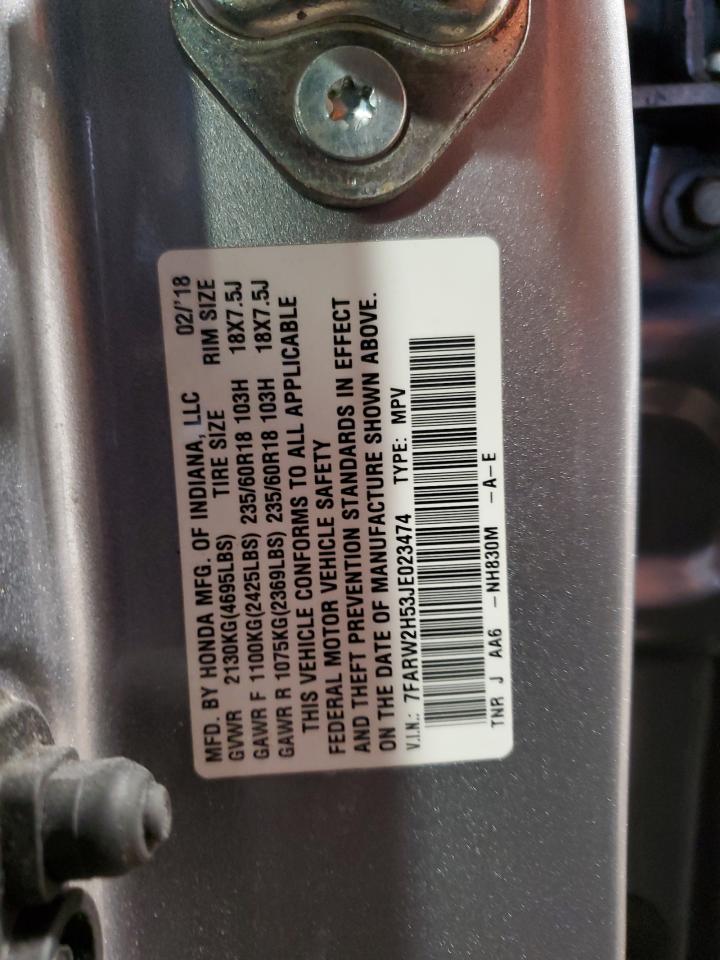 MFD. BY HONDA MFG. OF INDIANA, LLC 02/'18
GVWR 2130KG(4695LBS) TIRE SIZE RIM SIZE
GAWR F 1100KG(2425LBS) 235/60R18 103H 18X7.5J
GAWR R 1075KG(2369LBS) 235/60R18 103H 18X7.5J
THIS VEHICLE CONFORMS TO ALL APPLICABLE
FEDERAL MOTOR VEHICLE SAFETY
AND THEFT PREVENTION STANDARDS IN EFFECT
ON THE DATE OF MANUFACTURE SHOWN ABOVE.
V.I.N.: 7FARW2H53JE023474 TYPE: MPV
TNR J AA6 -NH830M -A-E